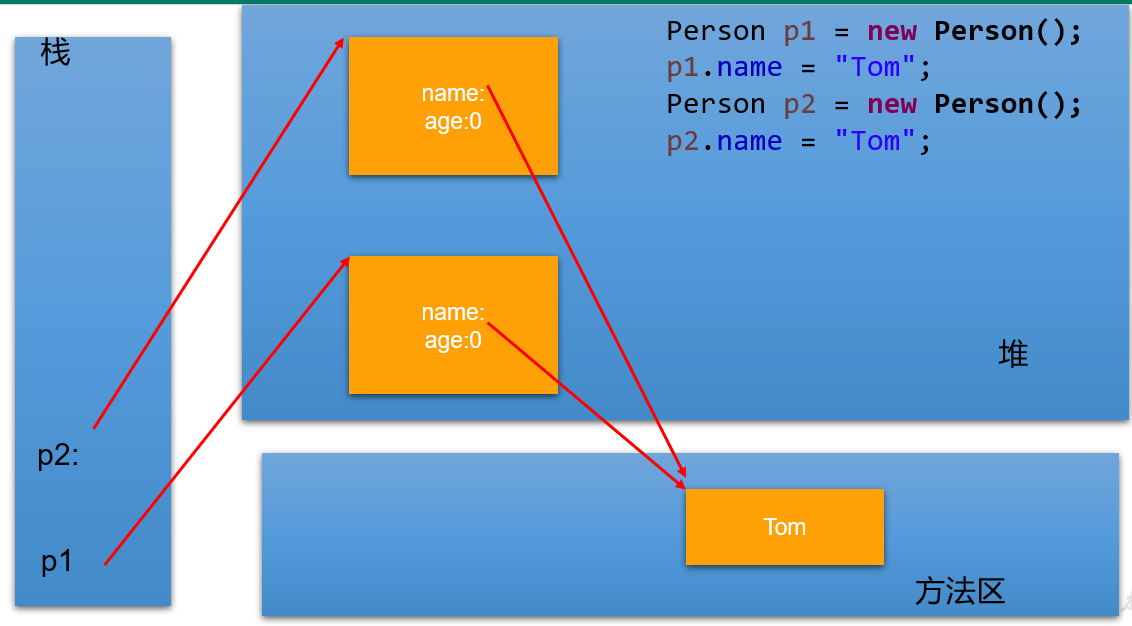 栈
Person p1 = new Person();
p1.name = "Tom";
Person p2 = new Person();
p2.name = "Tom";
name:
age:0
name:
age:0
堆
p2:
p1
Tom
方法区